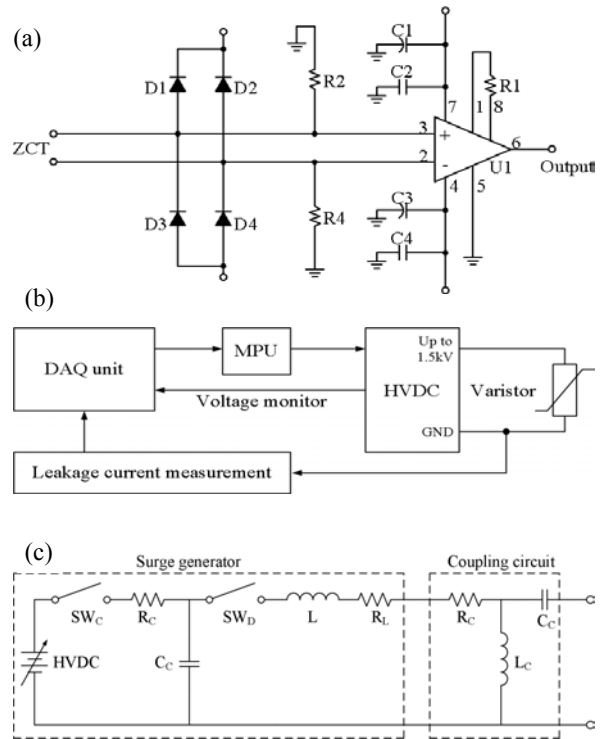 (a)
C1
D1
D2
R2
C2
R1
7
1
8
3
+
6
ZCT
2
-
U1
Output
4
5
D3
D4
R4
C3
C4
(b)
MPU
Up to
1.5kV
DAQ unit
HVDC
Varistor
Voltage monitor
GND
Leakage current measurement
(c)
Surge generator
Coupling circuit
SWC
RC
SWD
L
RL
RC
CC
HVDC
CC
LC